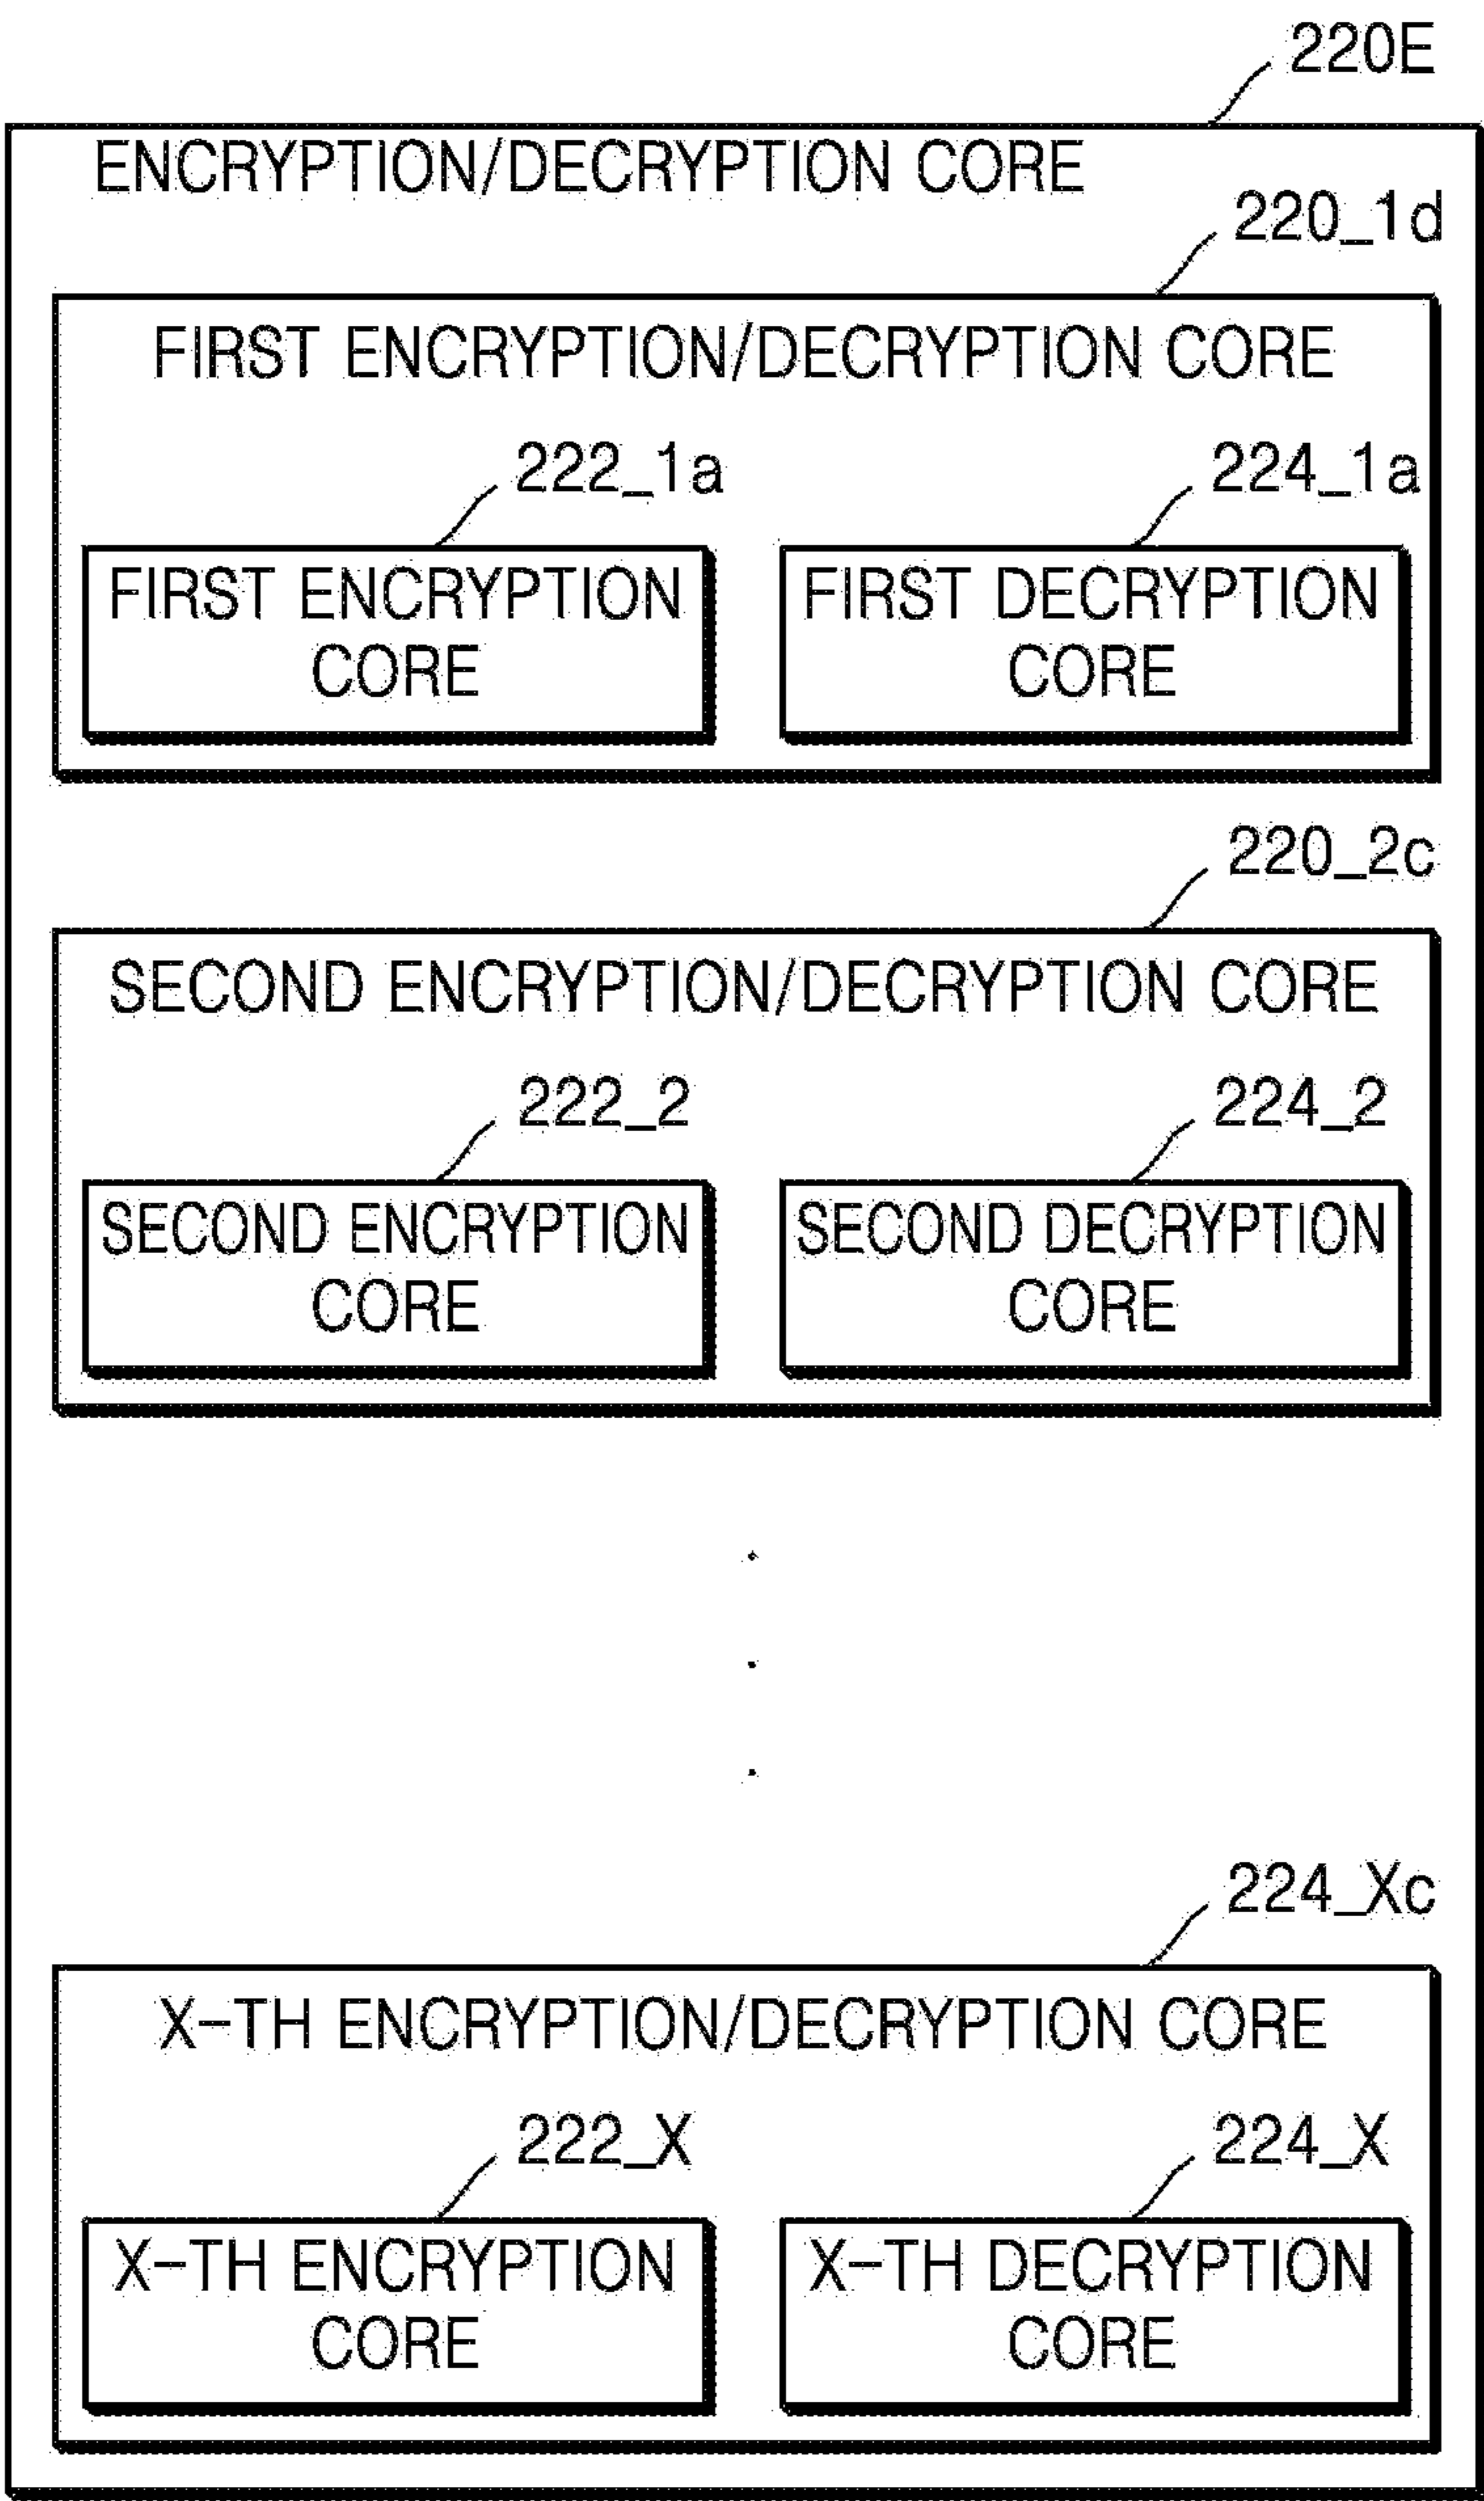 220E
ENCRYPTION/DECRYPTION CORE
220_1d
FIRST ENCRYPTION/DECRYPTION CORE
222_1a
224_1a
FIRST ENCRYPTION
CORE
FIRST DECRYPTION
CORE
220_2c
SECOND ENCRYPTION/DECRYPTION CORE
222_2
224_2
SECOND ENCRYPTION
CORE
SECOND DECRYPTION
CORE
224_Xc
X-TH ENCRYPTION/DECRYPTION CORE
222_X
224_X
X-TH ENCRYPTION
CORE
X-TH DECRYPTION
CORE